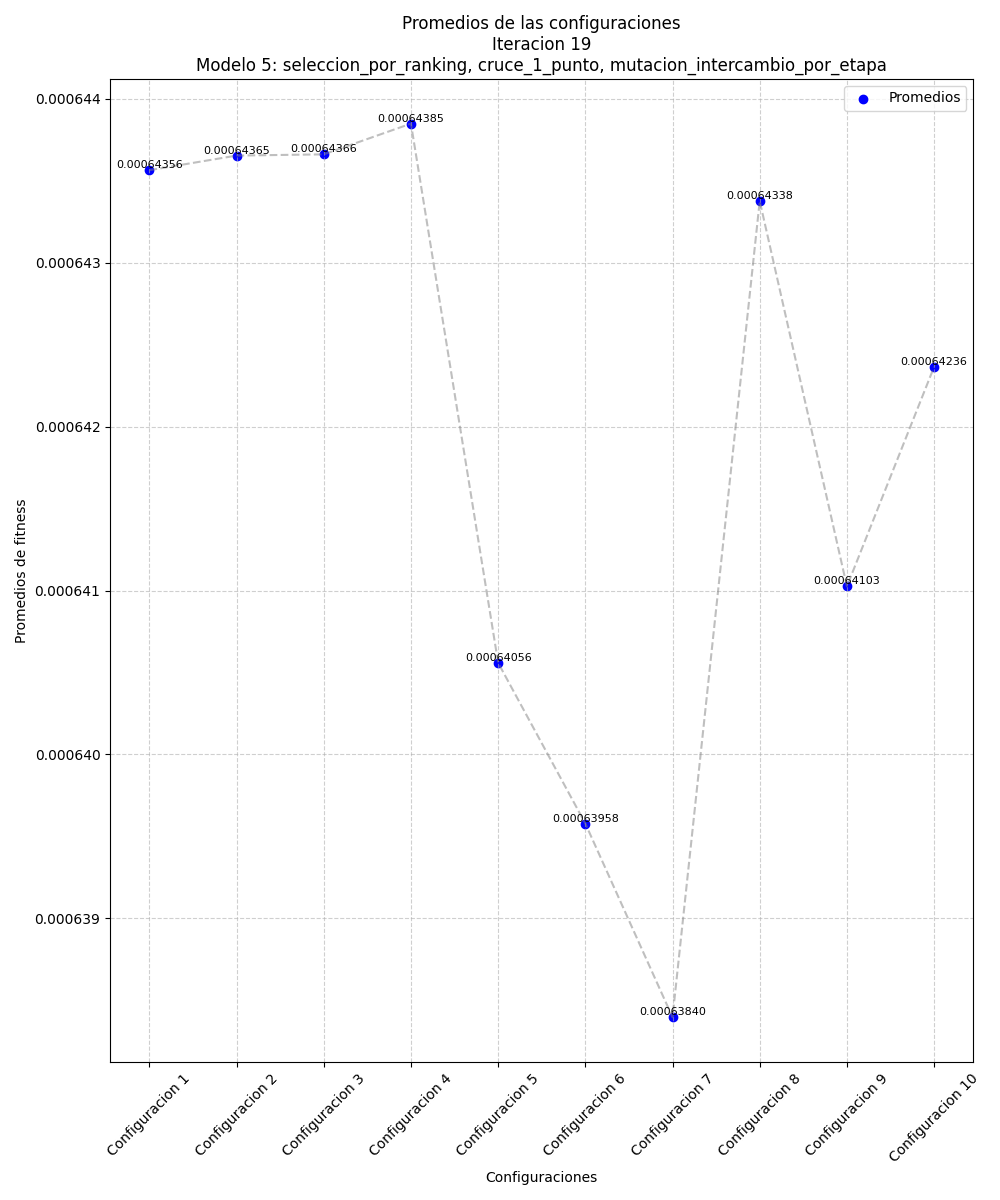 Promedios de las configuraciones
Iteracion 19
Modelo 5: seleccion_por_ranking, cruce_1_punto, mutacion_intercambio_por_etapa
Promedios
0.000644
0.000643
0.000642
0.000641
0.000640
0.000639
Promedios de fitness
0.00064356
0.00064365
0.00064366
0.00064385
0.00064056
0.00063958
0.00063840
0.00064338
0.00064103
0.00064236
Configuracion 1
Configuracion 2
Configuracion 3
Configuracion 4
Configuracion 5
Configuracion 6
Configuracion 7
Configuracion 8
Configuracion 9
Configuracion 10
Configuraciones